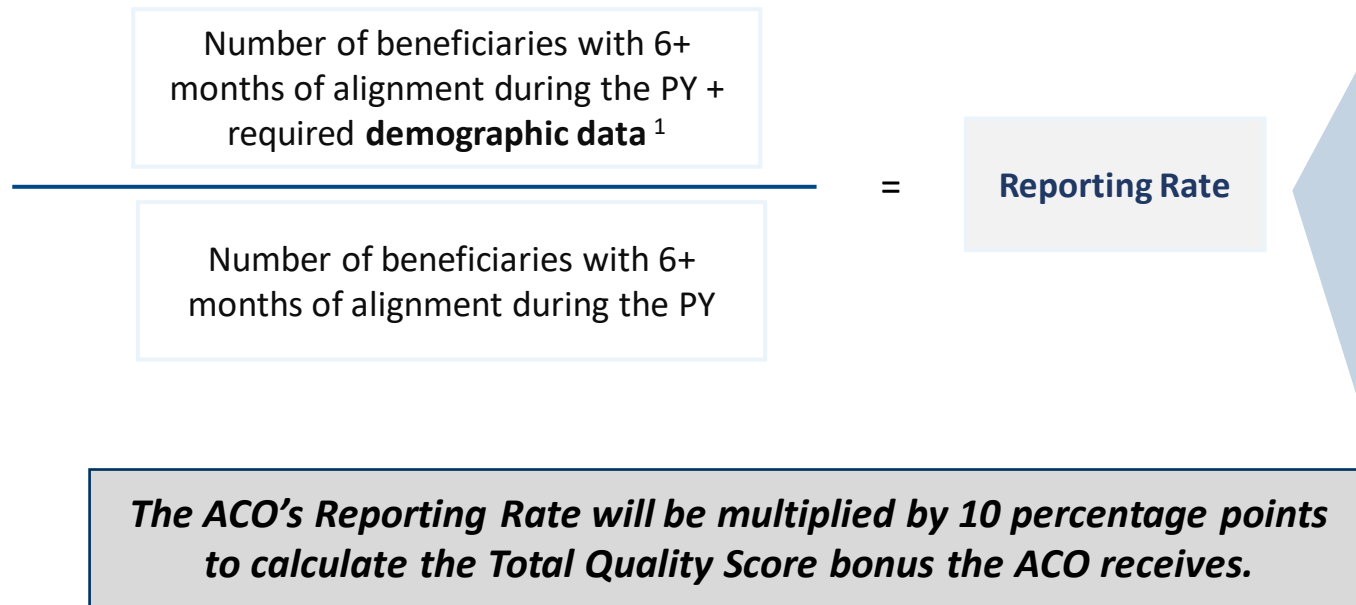 Number of beneficiaries with 6+
months of alignment during the PY +
required demographic data 1
=
Reporting Rate
Number of beneficiaries with 6+
months of alignment during the PY
The ACO’s Reporting Rate will be multiplied by 10 percentage points
to calculate the Total Quality Score bonus the ACO receives.